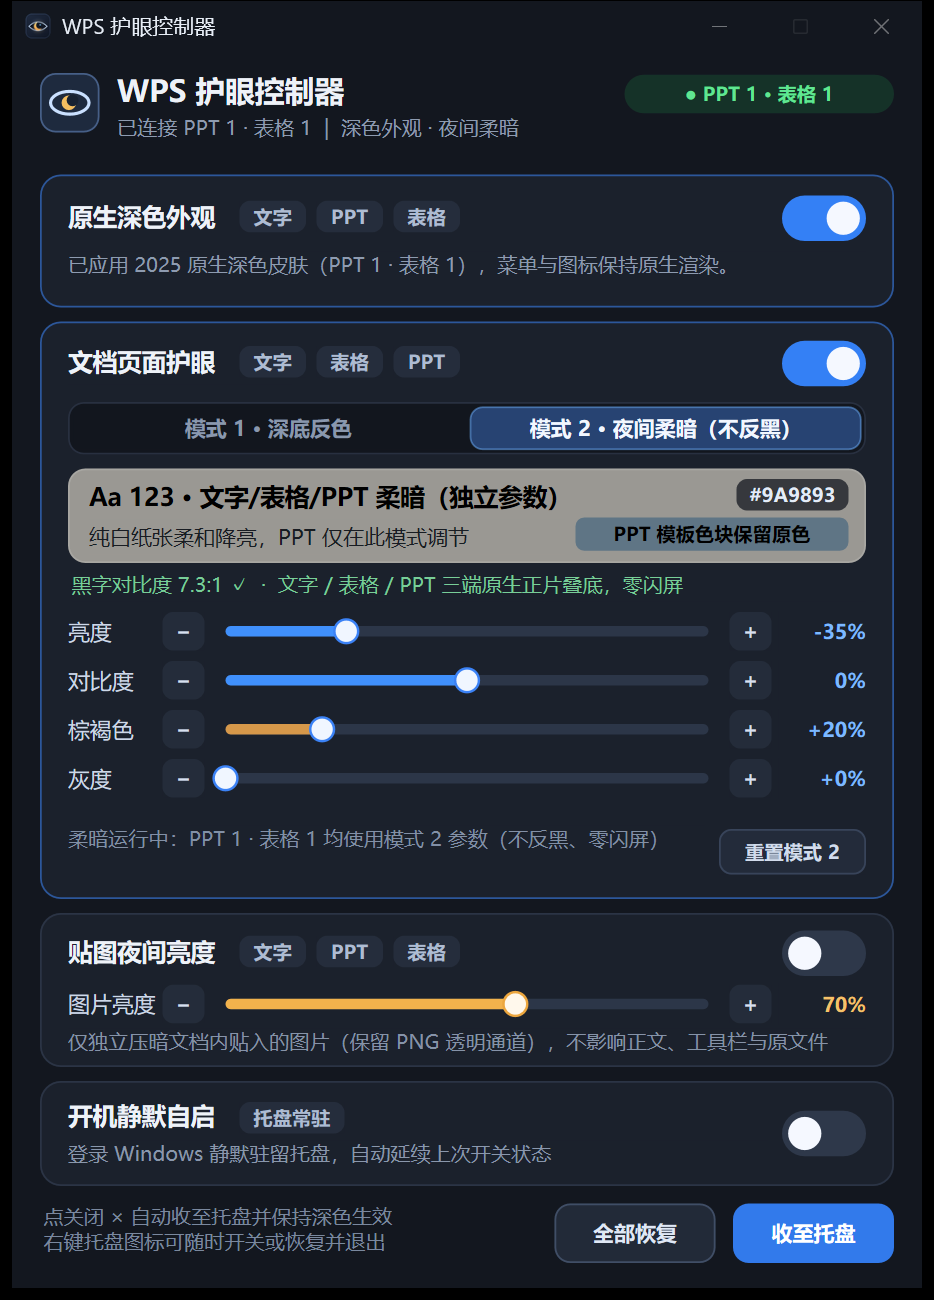 WPS 护眼控制器
WPS 护眼控制器
● PPT 1 • 表格 1
已连接 PPT 1 · 表格 1 │ 深色外观 · 夜间柔暗
原生深色外观 文字 PPT 表格
已应用 2025 原生深色皮肤（PPT 1 · 表格 1），菜单与图标保持原生渲染。
文档页面护眼 文字 表格 PPT
模式 1 • 深底反色 模式 2 • 夜间柔暗（不反黑）
Aa 123 • 文字/表格/PPT 柔暗（独立参数） #9A9893
纯白纸张柔和降亮，PPT 仅在此模式调节 PPT 模板色块保留原色
黑字对比度 7.3:1 ✓ · 文字 / 表格 / PPT 三端原生正片叠底，零闪屏
亮度 − + -35%
对比度 − + 0%
棕褐色 − + +20%
灰度 − + +0%
柔暗运行中：PPT 1 · 表格 1 均使用模式 2 参数（不反黑、零闪屏）
重置模式 2
贴图夜间亮度 文字 PPT 表格
图片亮度 − + 70%
仅独立压暗文档内贴入的图片（保留 PNG 透明通道），不影响正文、工具栏与原文件
开机静默自启 托盘常驻
登录 Windows 静默驻留托盘，自动延续上次开关状态
点关闭 × 自动收至托盘并保持深色生效
右键托盘图标可随时开关或恢复并退出
全部恢复 收至托盘